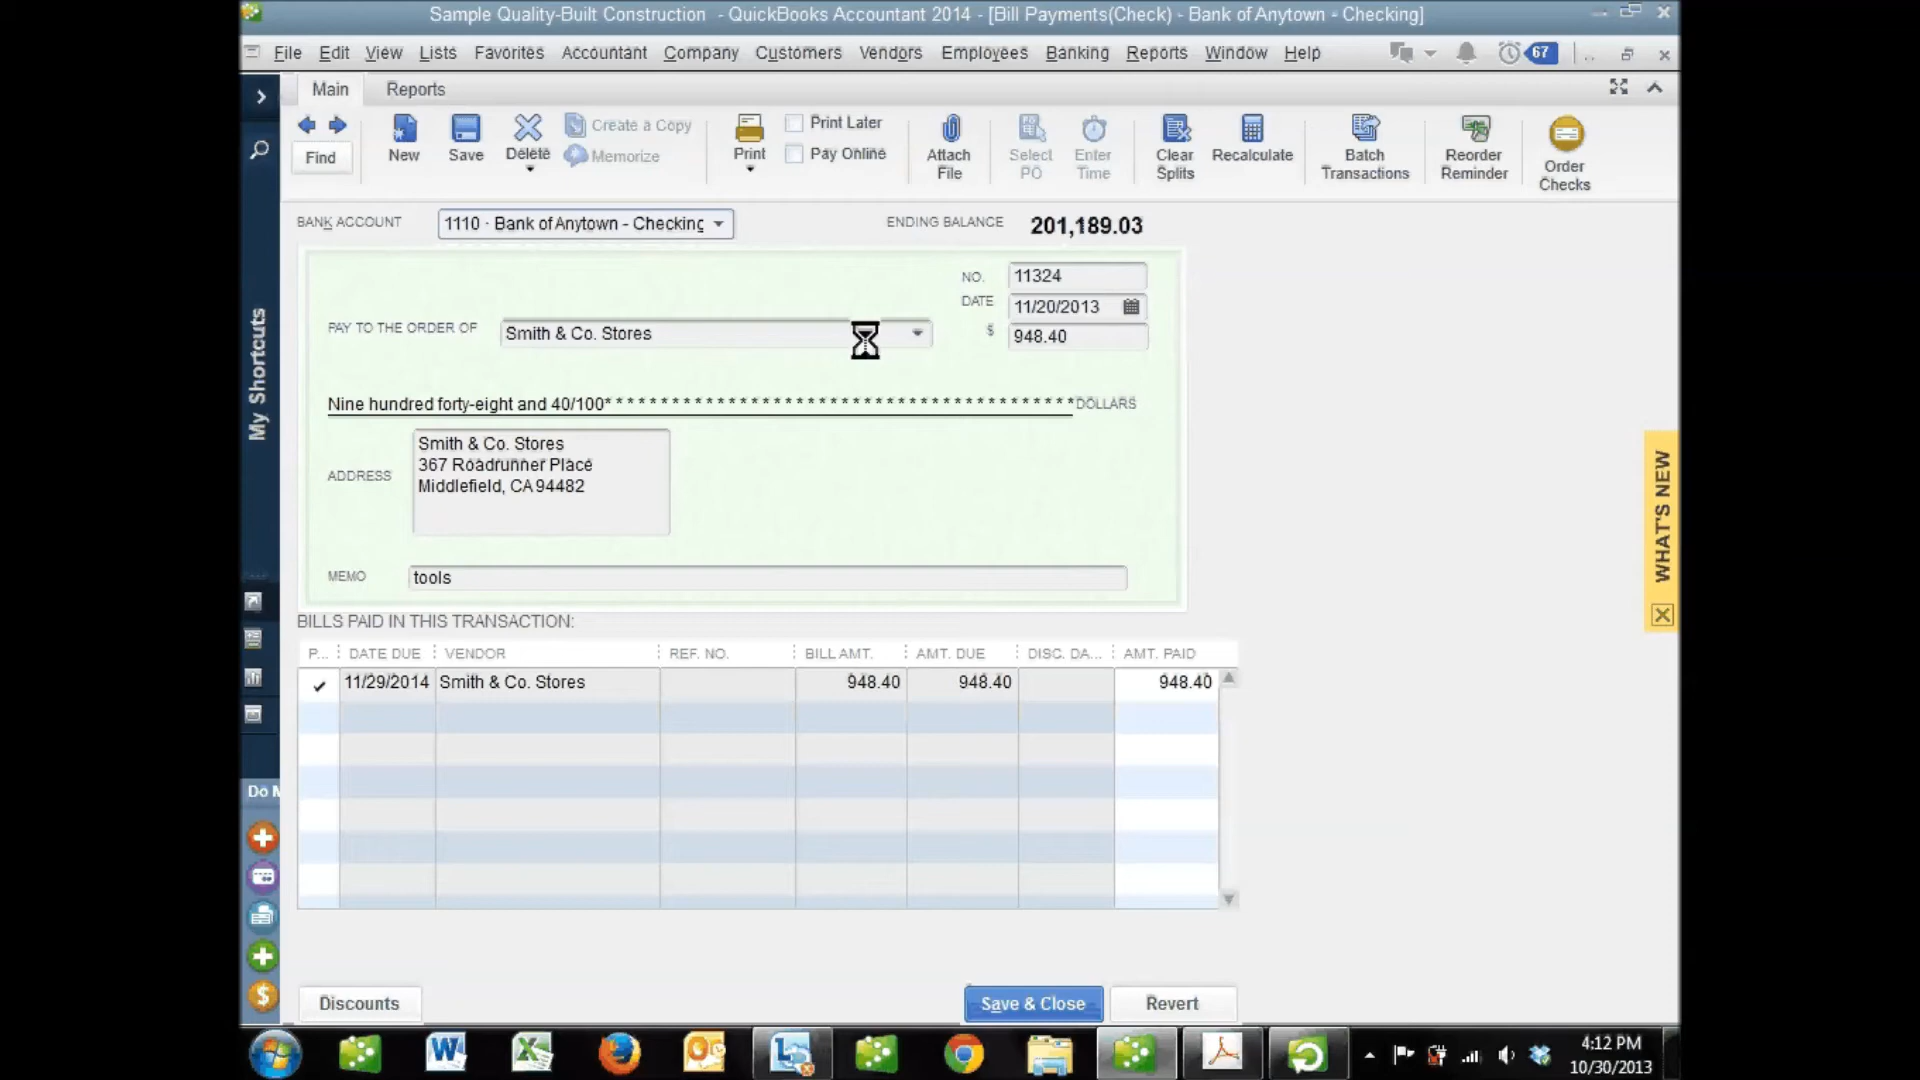 Sample Quality-Built Construction - QuickBooks Accountant 2014 - [Bill Payments(Check) - Bank of Anytown - Checking]
File Edit View Lists Favorites Accountant Company Customers Vendors Employees Banking Reports Window Help 67
Main Reports
Find New Save Delete Create a Copy Memorize Print Print Later Pay Online Attach File Select PO Enter Time Clear Splits Recalculate Batch Transactions Reorder Reminder Order Checks
My Shortcuts
BANK ACCOUNT 1110 · Bank of Anytown - Checking ENDING BALANCE 201,189.03
NO. 11324
DATE 11/20/2013
PAY TO THE ORDER OF Smith & Co. Stores $ 948.40
Nine hundred forty-eight and 40/100* * * * * * * * * * * * * * * * * * * * * * * * * * * * * * * * * * * * * * * * * * DOLLARS
ADDRESS
Smith & Co. Stores
367 Roadrunner Place
Middlefield, CA 94482
MEMO tools
WHAT'S NEW
BILLS PAID IN THIS TRANSACTION:
P... DATE DUE VENDOR REF. NO. BILL AMT. AMT. DUE DISC. DA... AMT. PAID
11/29/2014 Smith & Co. Stores 948.40 948.40 948.40
Do M
Discounts Save & Close Revert
4:12 PM
10/30/2013